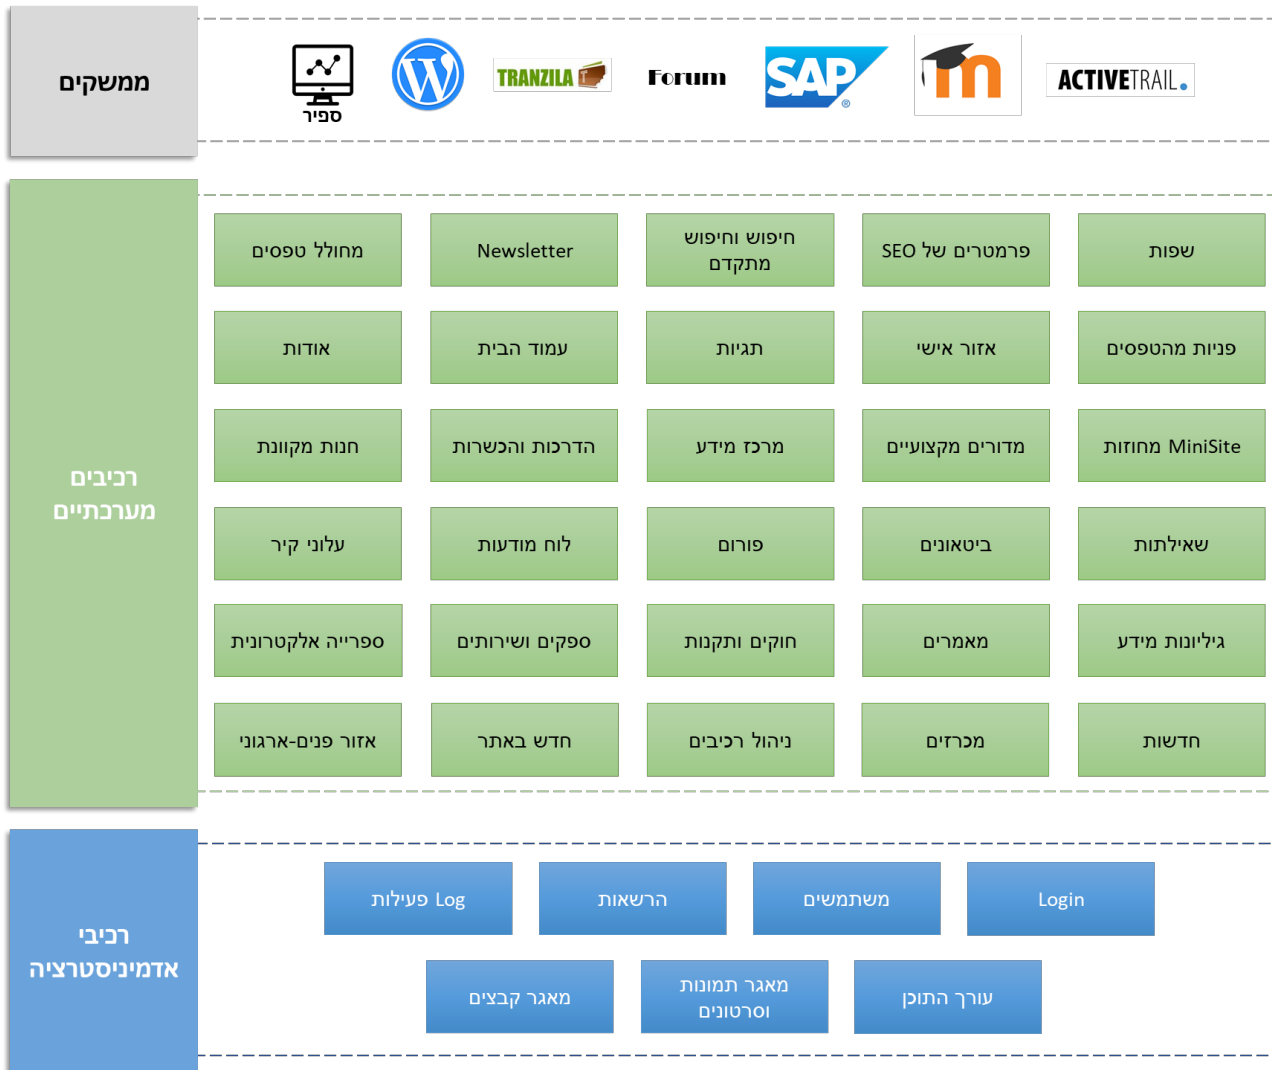 ממשקים
ספיר
TRANZILA
Forum
SAP
®
m
ACTIVETRAIL.
רכיבים
מערכתיים
שפות
פרמטרים של SEO
חיפוש וחיפוש
מתקדם
Newsletter
מחולל טפסים
פניות מהטפסים
אזור אישי
תגיות
עמוד הבית
אודות
MiniSite מחוזות
מדורים מקצועיים
מרכז מידע
הדרכות והכשרות
חנות מקוונת
שאילתות
ביטאונים
פורום
לוח מודעות
עלוני קיר
גיליונות מידע
מאמרים
חוקים ותקנות
ספקים ושירותים
ספרייה אלקטרונית
חדשות
מכרזים
ניהול רכיבים
חדש באתר
אזור פנים-ארגוני
רכיבי
אדמיניסטרציה
Login
משתמשים
הרשאות
Log פעילות
עורך התוכן
מאגר תמונות
וסרטונים
מאגר קבצים